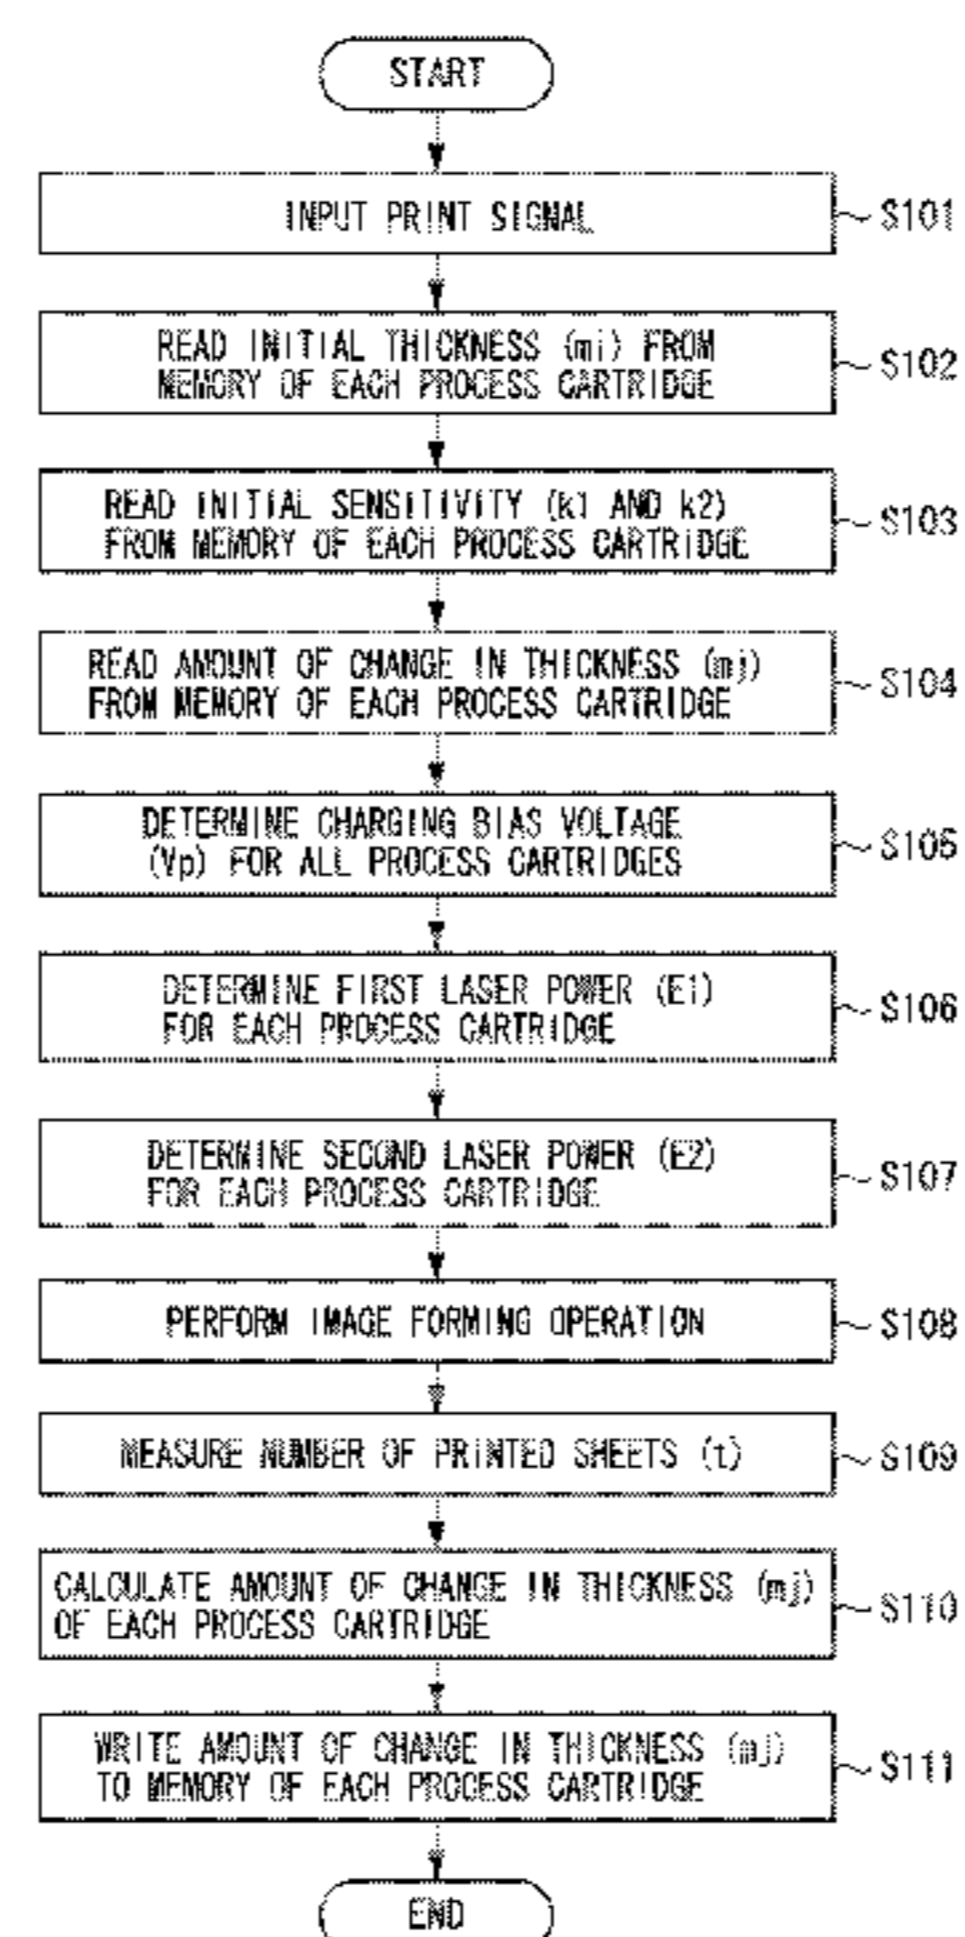 START
INPUT PRINT SIGNAL
S101
READ INITIAL THICKNESS (mi) FROM
MEMORY OF EACH PROCESS CARTRIDGE
S102
READ INITIAL SENSITIVITY (k1 AND k2)
FROM MEMORY OF EACH PROCESS CARTRIDGE
S103
READ AMOUNT OF CHANGE IN THICKNESS (mj)
FROM MEMORY OF EACH PROCESS CARTRIDGE
S104
DETERMINE CHARGING BIAS VOLTAGE
(Vp) FOR ALL PROCESS CARTRIDGES
S105
DETERMINE FIRST LASER POWER (E1)
FOR EACH PROCESS CARTRIDGE
S106
DETERMINE SECOND LASER POWER (E2)
FOR EACH PROCESS CARTRIDGE
S107
PERFORM IMAGE FORMING OPERATION
S108
MEASURE NUMBER OF PRINTED SHEETS (t)
S109
CALCULATE AMOUNT OF CHANGE IN THICKNESS (mj)
OF EACH PROCESS CARTRIDGE
S110
WRITE AMOUNT OF CHANGE IN THICKNESS (mj)
TO MEMORY OF EACH PROCESS CARTRIDGE
S111
END